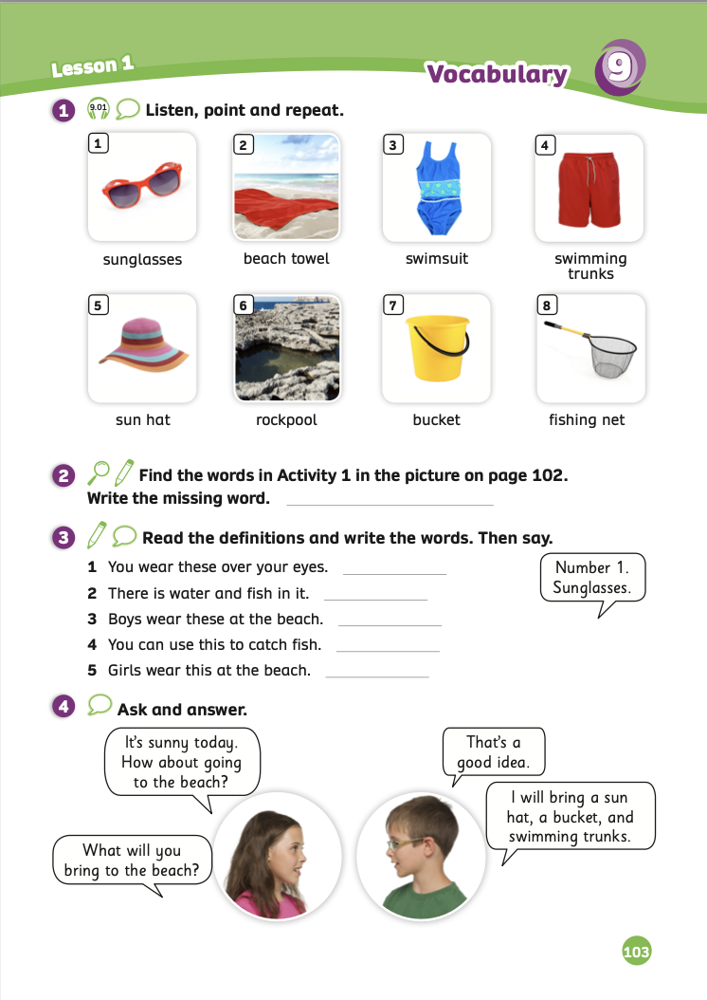 Lesson 1
Vocabulary 9
1 9.01 Listen, point and repeat.
1
2
3
4
sunglasses
beach towel
swimsuit
swimming
trunks
5
6
7
8
sun hat
rockpool
bucket
fishing net
2 Find the words in Activity 1 in the picture on page 102.
Write the missing word.
3 Read the definitions and write the words. Then say.
1 You wear these over your eyes.
2 There is water and fish in it.
3 Boys wear these at the beach.
4 You can use this to catch fish.
5 Girls wear this at the beach.
Number 1.
Sunglasses.
4 Ask and answer.
It's sunny today.
How about going
to the beach?
That's a
good idea.
What will you
bring to the beach?
I will bring a sun
hat, a bucket, and
swimming trunks.
103